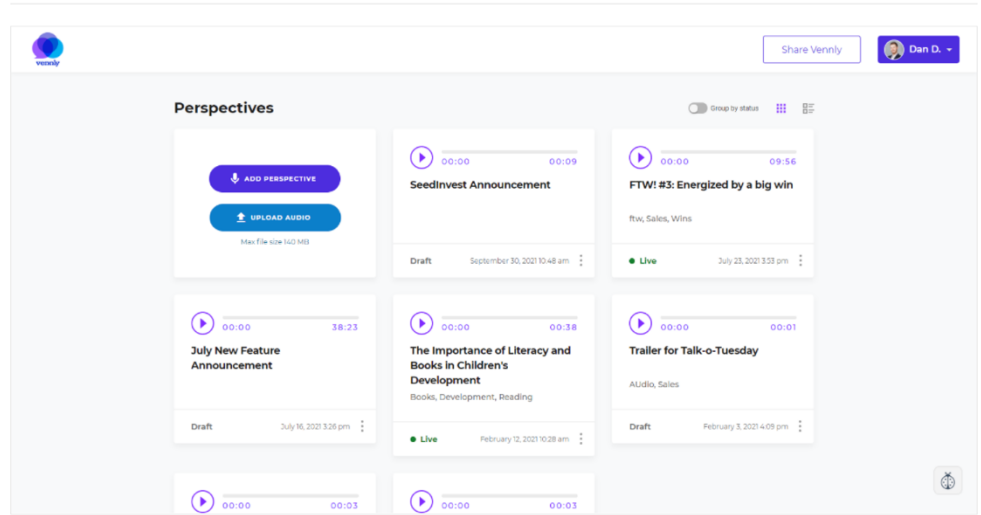 vennly
Share Vennly
Dan D.
Perspectives
Group by status
ADD PERSPECTIVE
UPLOAD AUDIO
Max file size 140 MB
00:00 00:09
SeedInvest Announcement
Draft September 30, 2021 10:48 am
00:00 09:56
FTW! #3: Energized by a big win
ftw, Sales, Wins
Live July 23, 2021 3:53 pm
00:00 38:23
July New Feature
Announcement
Draft July 16, 2021 3:26 pm
00:00 00:38
The Importance of Literacy and
Books in Children's
Development
Books, Development, Reading
Live February 12, 2021 10:28 am
00:00 00:01
Trailer for Talk-o-Tuesday
AUdio, Sales
Draft February 3, 2021 4:09 pm
00:00 00:03
00:00 00:03